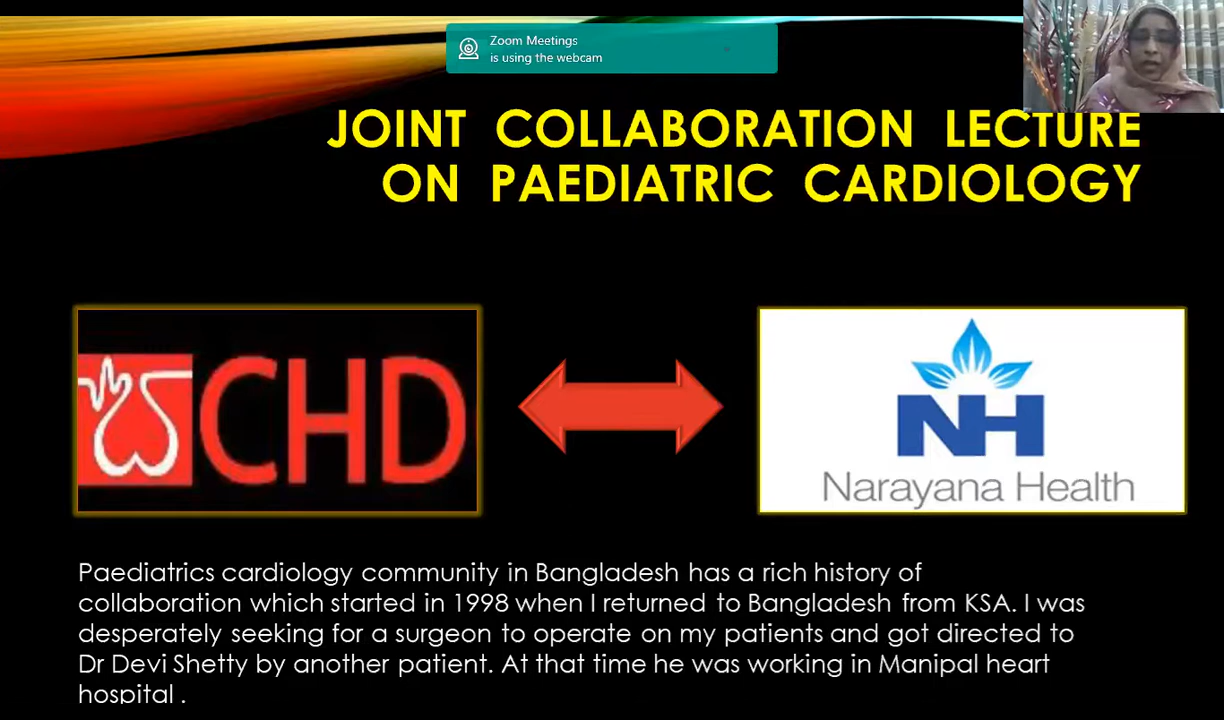 Zoom Meetings
is using the webcam
JOINT COLLABORATION LECTURE
ON PAEDIATRIC CARDIOLOGY
CHD
NH
Narayana Health
Paediatrics cardiology community in Bangladesh has a rich history of
collaboration which started in 1998 when I returned to Bangladesh from KSA. I was
desperately seeking for a surgeon to operate on my patients and got directed to
Dr Devi Shetty by another patient. At that time he was working in Manipal heart
hospital .